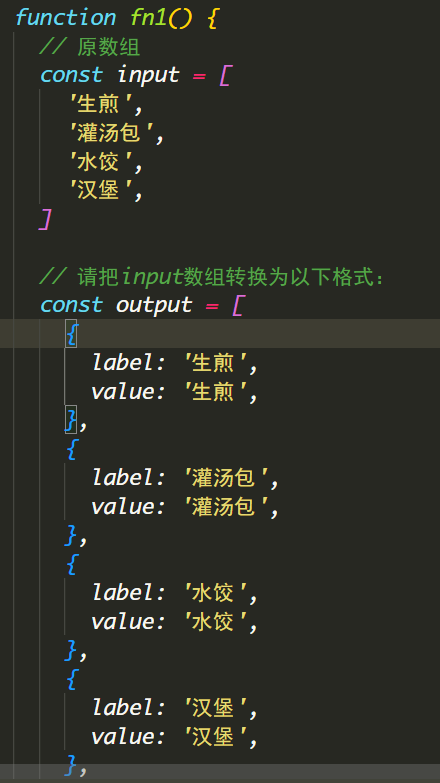 function fn1() {
// 原数组
const input = [
'生煎',
'灌汤包',
'水饺',
'汉堡',
]
// 请把input数组转换为以下格式：
const output = [
{
label: '生煎',
value: '生煎',
},
{
label: '灌汤包',
value: '灌汤包',
},
{
label: '水饺',
value: '水饺',
},
{
label: '汉堡',
value: '汉堡',
},